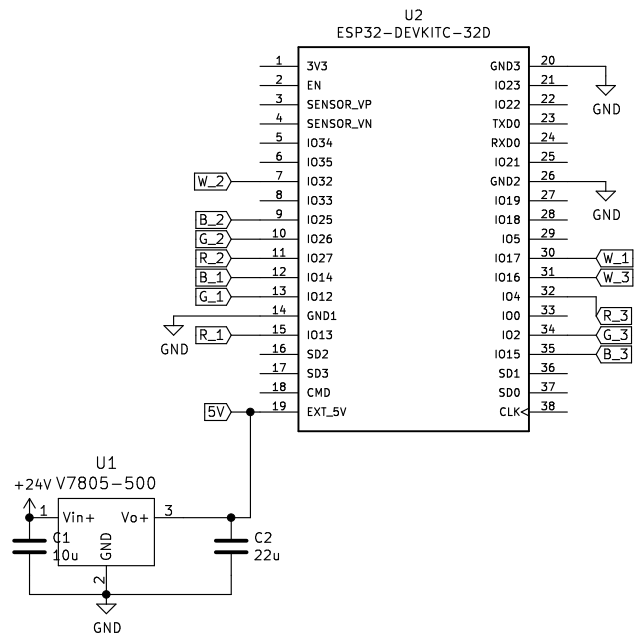 U2
ESP32-DEVKITC-32D
1 3V3 GND3 20
2 EN IO23 21
GND
3 SENSOR_VP IO22 22
4 SENSOR_VN TXD0 23
5 IO34 RXD0 24
6 IO35 IO21 25
W_2 7 IO32 GND2 26
8 IO33 IO19 27
GND
B_2 9 IO25 IO18 28
G_2 10 IO26 IO5 29
R_2 11 IO27 IO17 30 W_1
B_1 12 IO14 IO16 31 W_3
G_1 13 IO12 IO4 32
14 GND1 IO0 33 R_3
GND
R_1 15 IO13 IO2 34 G_3
16 SD2 IO15 35 B_3
17 SD3 SD1 36
18 CMD SD0 37
5V 19 EXT_5V CLK 38
U1
+24V V7805-500
1 Vin+ Vo+ 3
C1 GND C2
10u 22u
2
GND